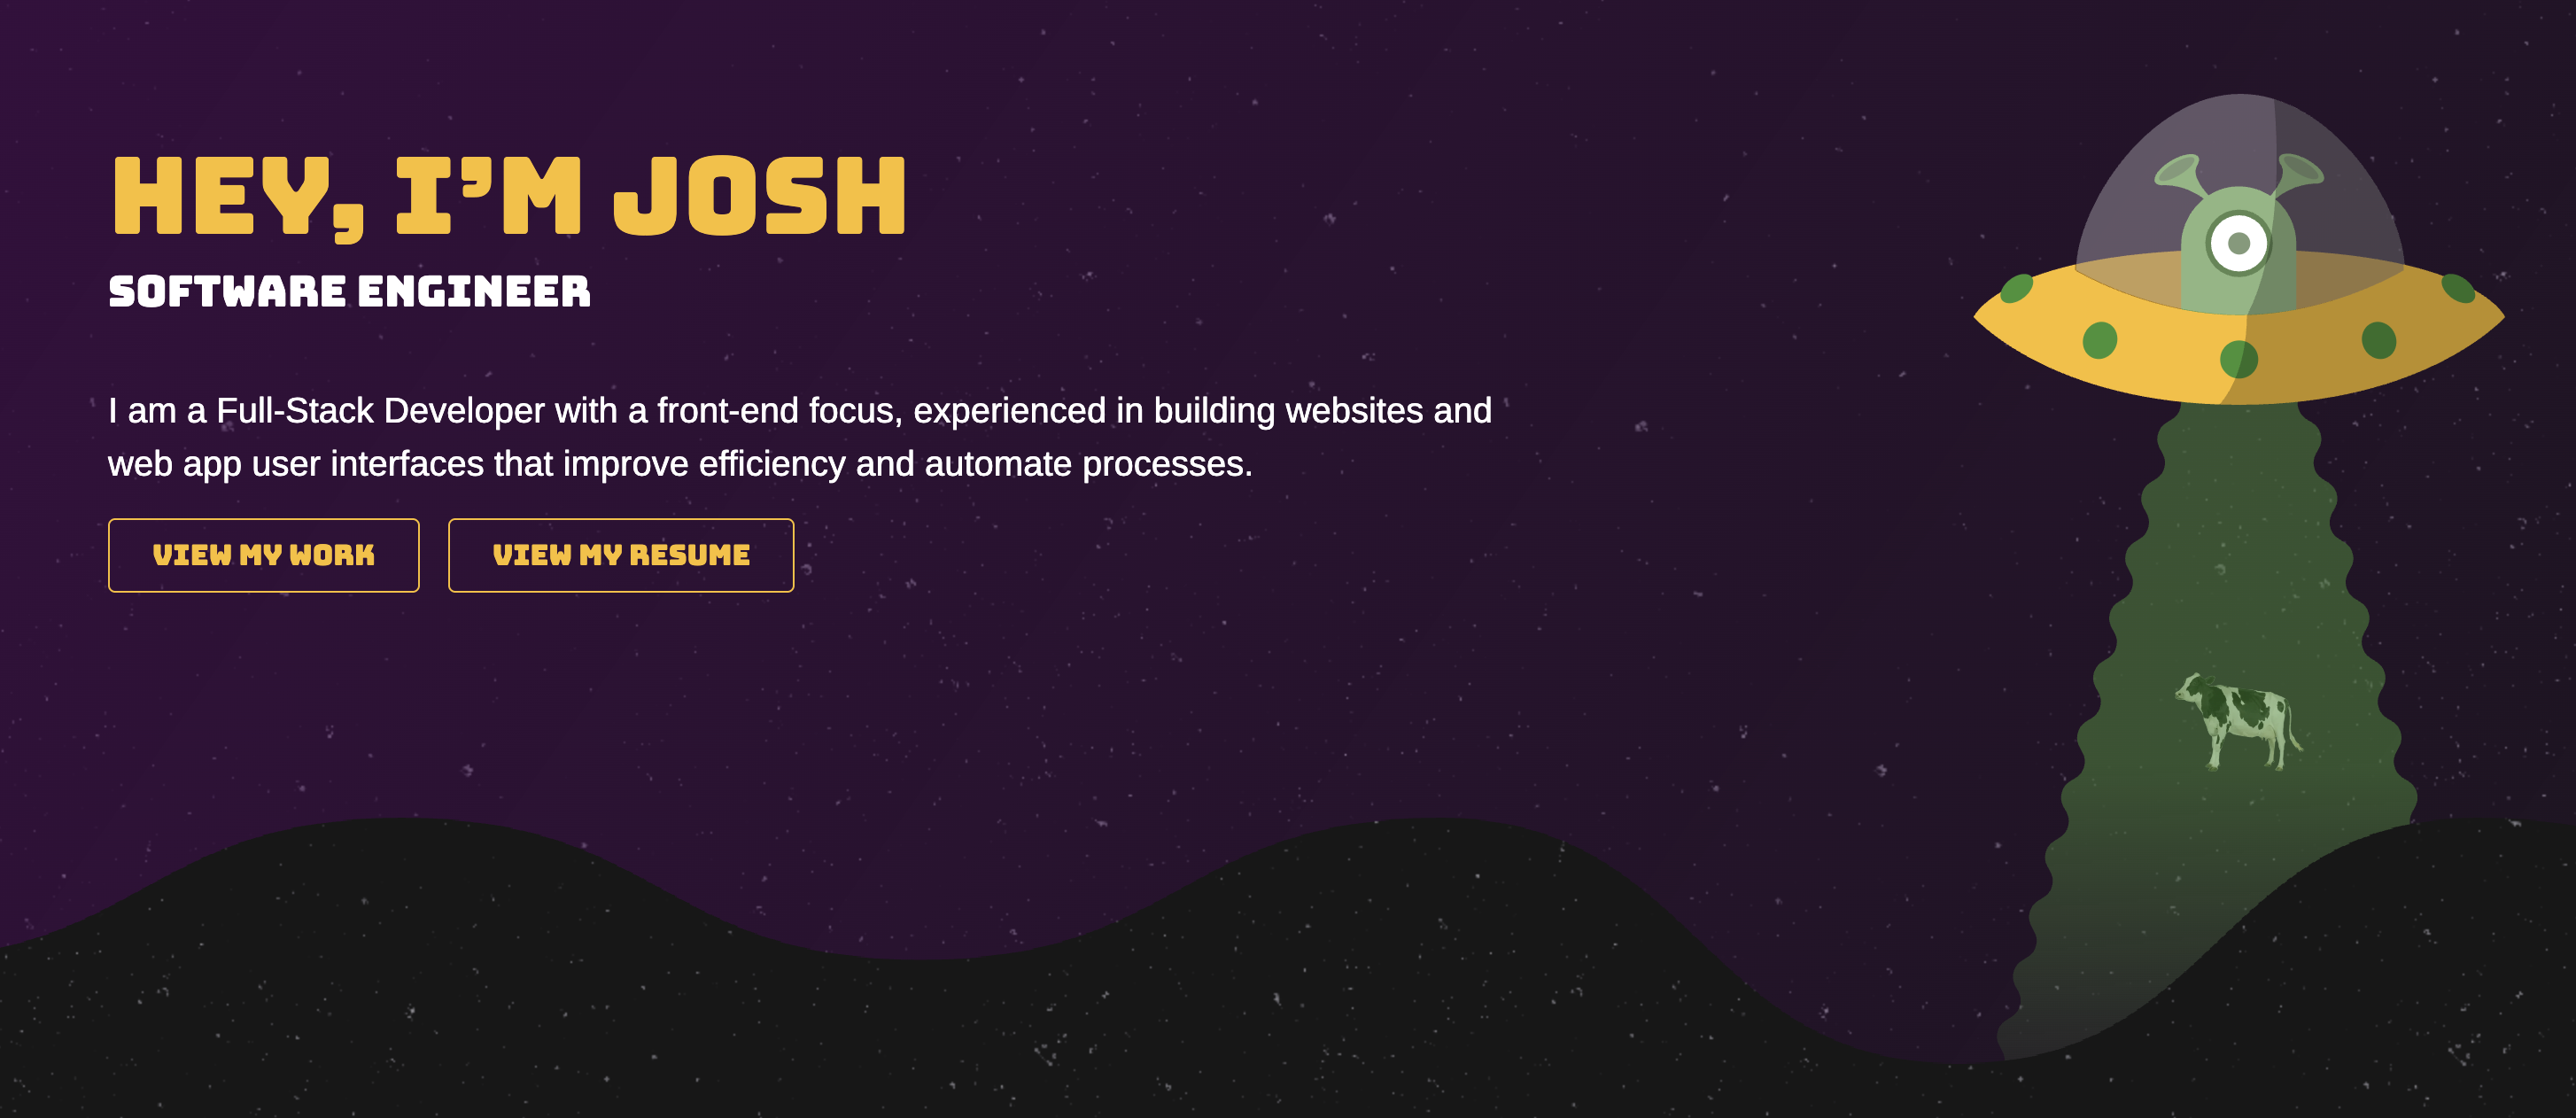 HEY, I’M JOSH
SOFTWARE ENGINEER
I am a Full-Stack Developer with a front-end focus, experienced in building websites and
web app user interfaces that improve efficiency and automate processes.
VIEW MY WORK
VIEW MY RESUME